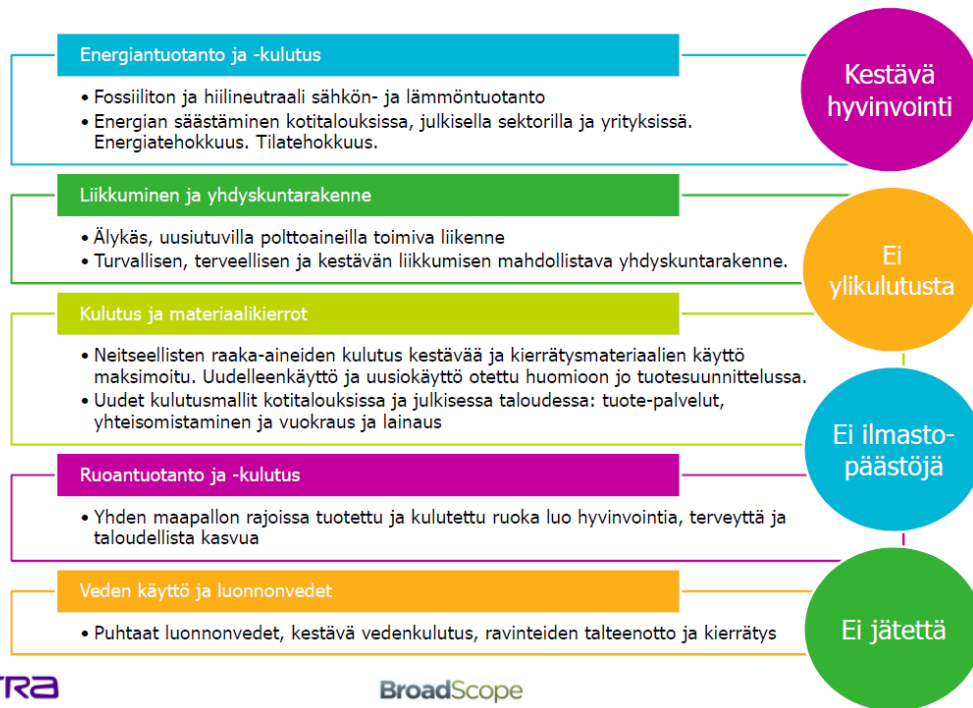 Energiantuotanto ja -kulutus
• Fossiiliton ja hiilineutraali sähkön- ja lämmöntuotanto
• Energian säästäminen kotitalouksissa, julkisella sektorilla ja yrityksissä.
Energiatehokkuus. Tilatehokkuus.
Liikkuminen ja yhdyskuntarakenne
• Älykäs, uusiutuvilla polttoaineilla toimiva liikenne
• Turvallisen, terveellisen ja kestävän liikkumisen mahdollistava yhdyskuntarakenne.
Kulutus ja materiaalikierrot
• Neitseellisten raaka-aineiden kulutus kestävää ja kierrätysmateriaalien käyttö
maksimoitu. Uudelleenkäyttö ja uusiokäyttö otettu huomioon jo tuotesuunnittelussa.
• Uudet kulutusmallit kotitalouksissa ja julkisessa taloudessa: tuote-palvelut,
yhteisomistaminen ja vuokraus ja lainaus
Ruoantuotanto ja -kulutus
• Yhden maapallon rajoissa tuotettu ja kulutettu ruoka luo hyvinvointia, terveyttä ja
taloudellista kasvua
Veden käyttö ja luonnonvedet
• Puhtaat luonnonvedet, kestävä vedenkulutus, ravinteiden talteenotto ja kierrätys
Kestävä
hyvinvointi
Ei
ylikulutusta
Ei ilmasto-
päästöjä
Ei jätettä
TRA
BroadScope